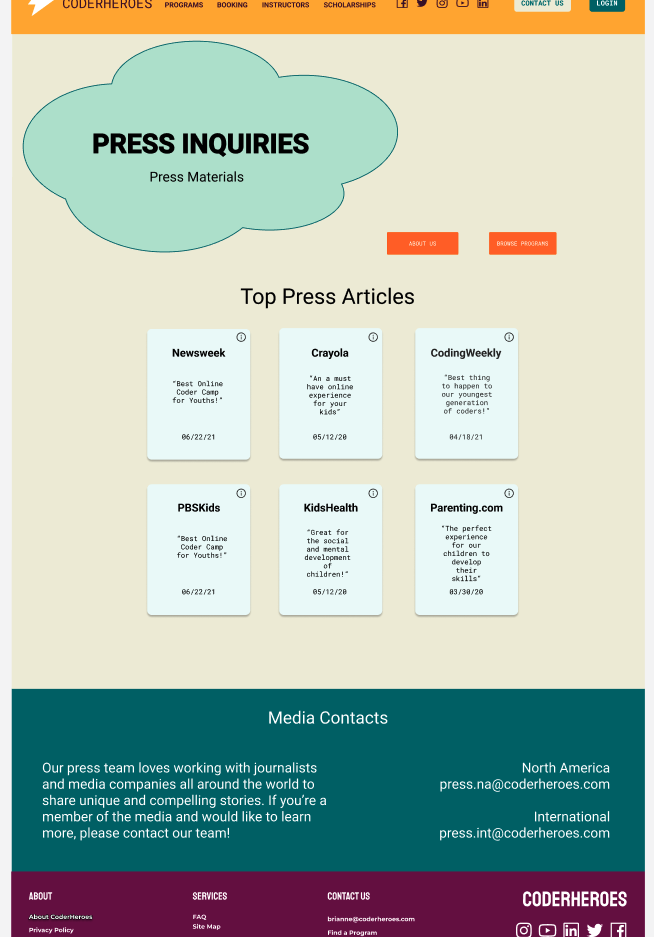 CODERHEROES
PROGRAMS BOOKING INSTRUCTORS SCHOLARSHIPS
CONTACT US LOGIN
PRESS INQUIRIES
Press Materials
ABOUT US BROWSE PROGRAMS
Top Press Articles
Newsweek
"Best Online
Coder Camp
for Youths!"
06/22/21
Crayola
"An a must
have online
experience
for your
kids"
05/12/20
CodingWeekly
"Best thing
to happen to
our youngest
generation
of coders!"
04/18/21
PBSKids
"Best Online
Coder Camp
for Youths!"
06/22/21
KidsHealth
"Great for
the social
and mental
development
of
children!"
05/12/20
Parenting.com
"The perfect
experience
for our
children to
develop
their
skills"
03/30/20
Media Contacts
Our press team loves working with journalists
and media companies all around the world to
share unique and compelling stories. If you're a
member of the media and would like to learn
more, please contact our team!
North America
press.na@coderheroes.com
International
press.int@coderheroes.com
ABOUT
About CoderHeroes
Privacy Policy
SERVICES
FAQ
Site Map
CONTACT US
brianne@coderheroes.com
Find a Program
CODERHEROES